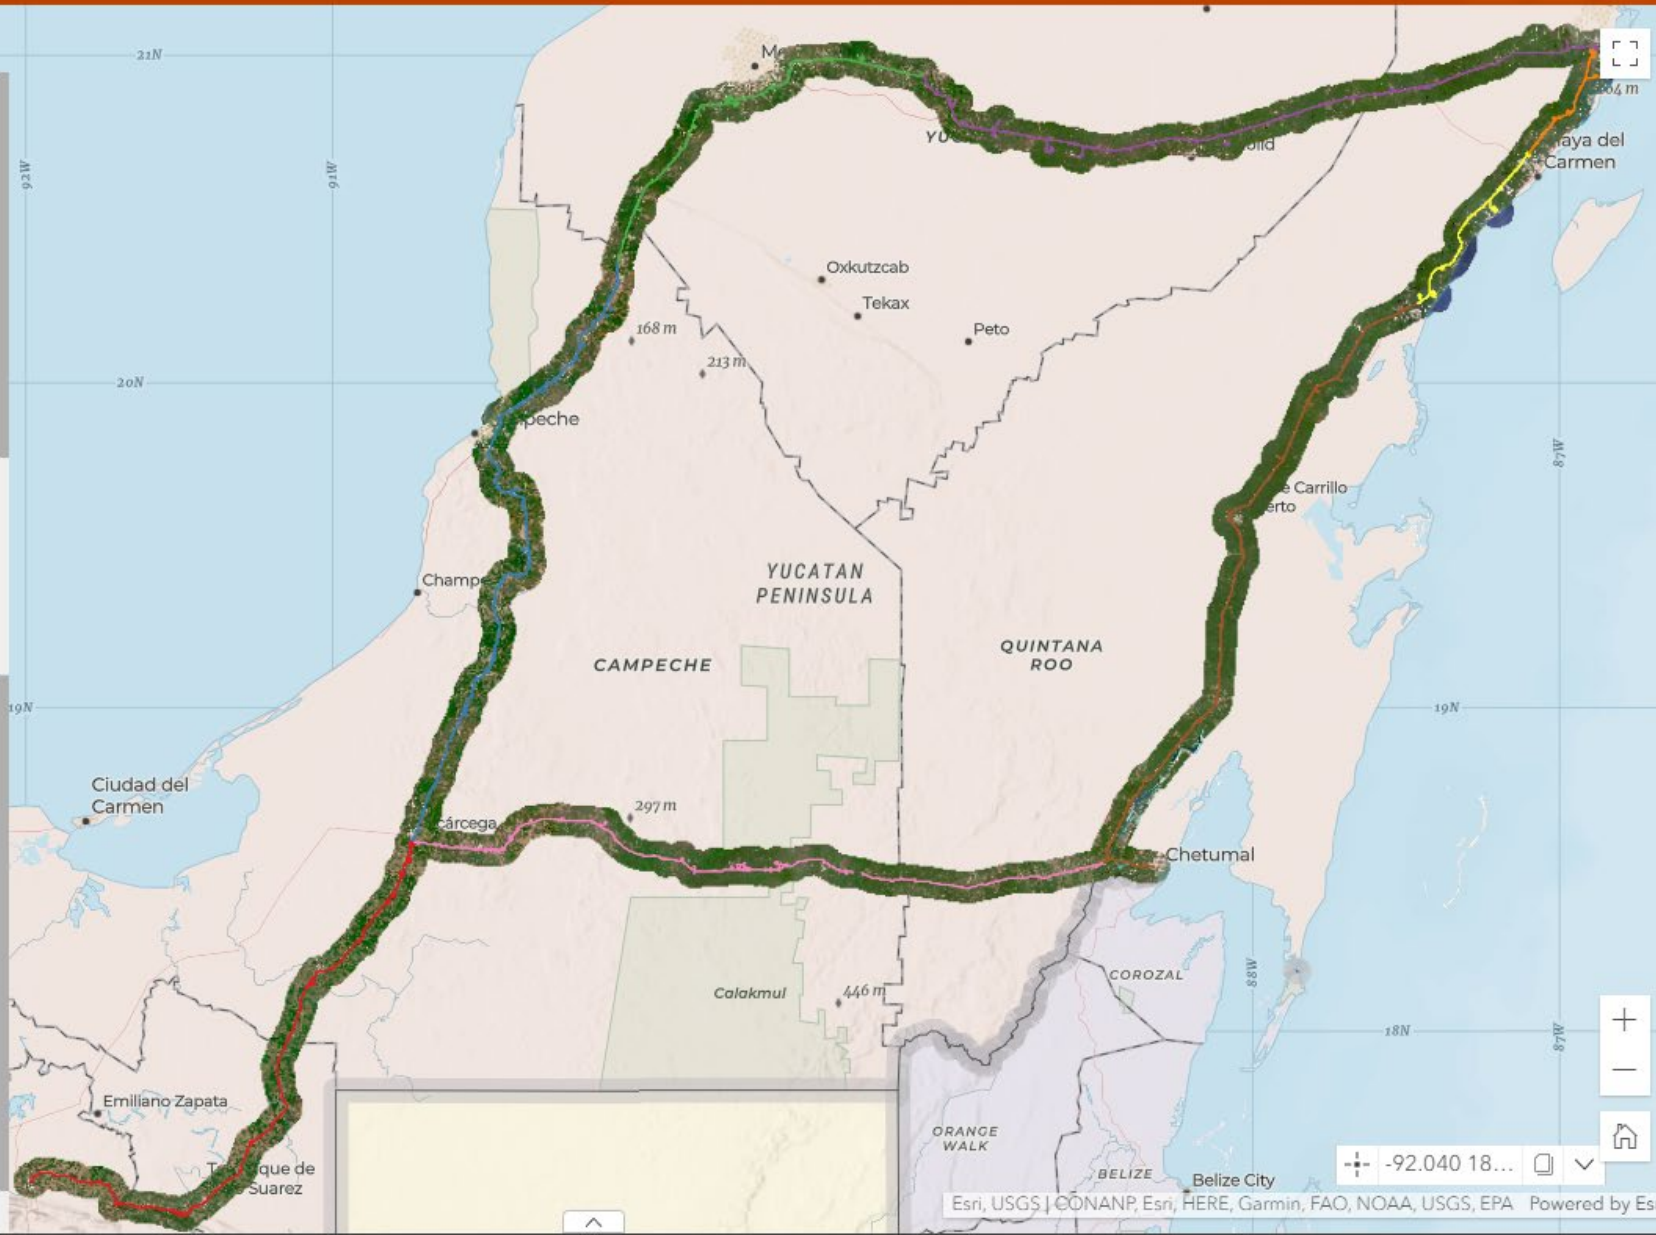 21N
92W
91W
04 m
aya del
Carmen
Oxkutzcab
Tekax
168 m
213 m
Peto
20N
peche
87W
e Carrillo
erto
YUCATAN
PENINSULA
Champ
CAMPECHE
QUINTANA
ROO
19N
19N
Ciudad del
Carmen
297 m
cárcega
Chetumal
88W
COROZAL
Calakmul
446 m
18N
87W
Emiliano Zapata
ORANGE
WALK
que de
Suarez
BELIZE
Belize City
-92.040 18...
Esri, USGS | CONANP, Esri, HERE, Garmin, FAO, NOAA, USGS, EPA
Powered by Es